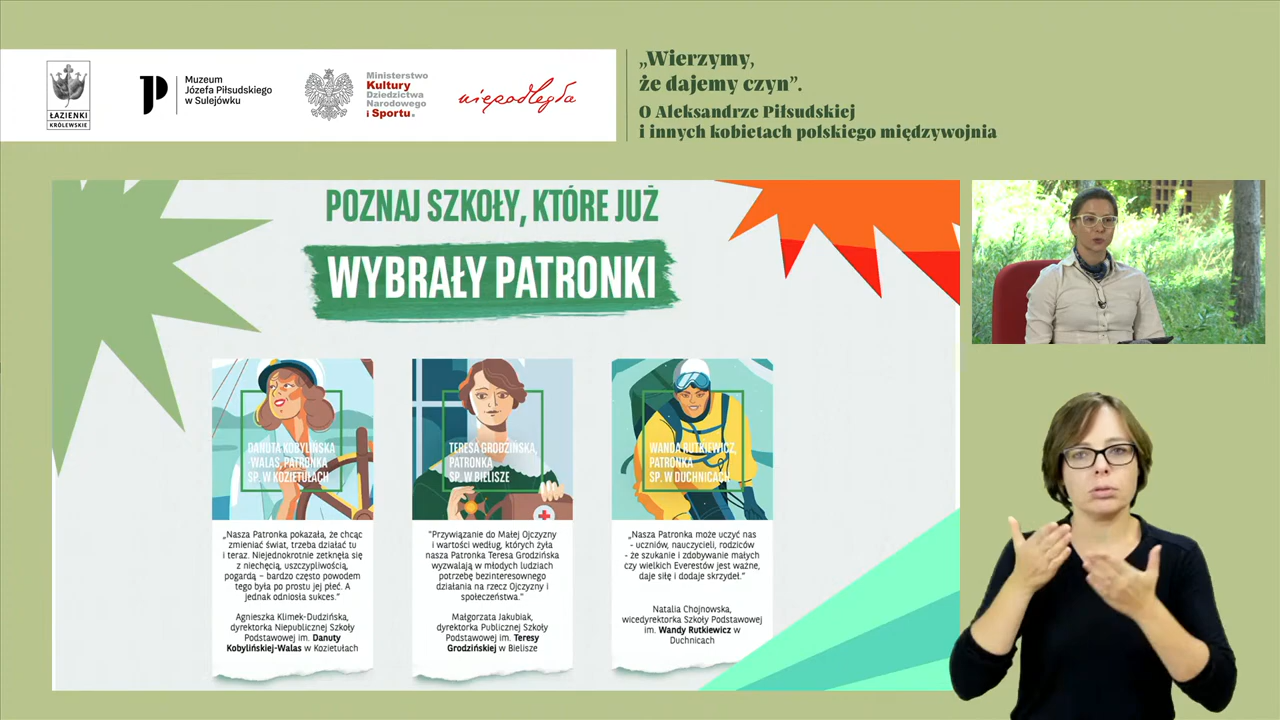 ŁAZIENKI
KRÓLEWSKIE
Muzeum
Józefa Piłsudskiego
w Sulejówku
Ministerstwo
Kultury
Dziedzictwa
Narodowego
i Sportu.
niepodległa
„Wierzymy,
że dajemy czyn”.
O Aleksandrze Piłsudskiej
i innych kobietach polskiego międzywojnia
POZNAJ SZKOŁY, KTÓRE JUŻ
WYBRAŁY PATRONKI
DANUTA KOBYLIŃSKA
-WALAS, PATRONKA
SP. W KOZIETUŁACH
„Nasza Patronka pokazała, że chcąc
zmieniać świat, trzeba działać tu
i teraz. Niejednokrotnie zetknęła się
z niechęcią, uszczypliwością,
pogardą – bardzo często powodem
tego była po prostu jej płeć. A
jednak odniosła sukces.”
Agnieszka Klimek-Dudzińska,
dyrektorka Niepublicznej Szkoły
Podstawowej im. Danuty
Kobylińskiej-Walas w Kozietułach
TERESA GRODZIŃSKA,
PATRONKA
SP. W BIELISZE
"Przywiązanie do Małej Ojczyzny
i wartości według, których żyła
nasza Patronka Teresa Grodzińska
wyzwalają w młodych ludziach
potrzebę bezinteresownego
działania na rzecz Ojczyzny i
społeczeństwa.”
Małgorzata Jakubiak,
dyrektorka Publicznej Szkoły
Podstawowej im. Teresy
Grodzińskiej w Bielisze
WANDA RUTKIEWICZ,
PATRONKA
SP. W DUCHNICACH
„Nasza Patronka może uczyć nas
- uczniów, nauczycieli, rodziców
- że szukanie i zdobywanie małych
czy wielkich Everestów jest ważne,
daje siłę i dodaje skrzydeł.”
Natalia Chojnowska,
wicedyrektorka Szkoły Podstawowej
im. Wandy Rutkiewicz w
Duchnicach